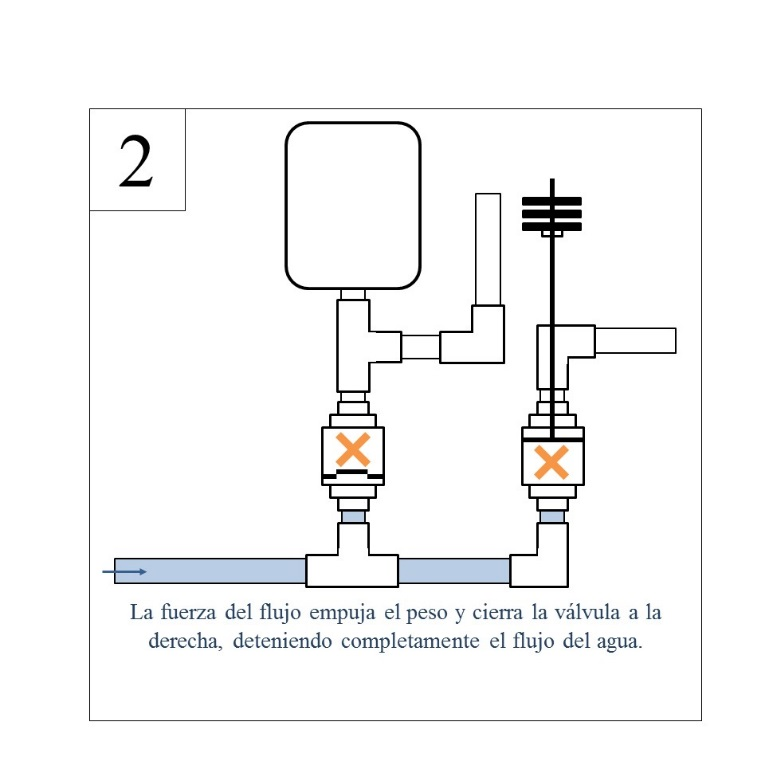 2
La fuerza del flujo empuja el peso y cierra la válvula a la
derecha, deteniendo completamente el flujo del agua.